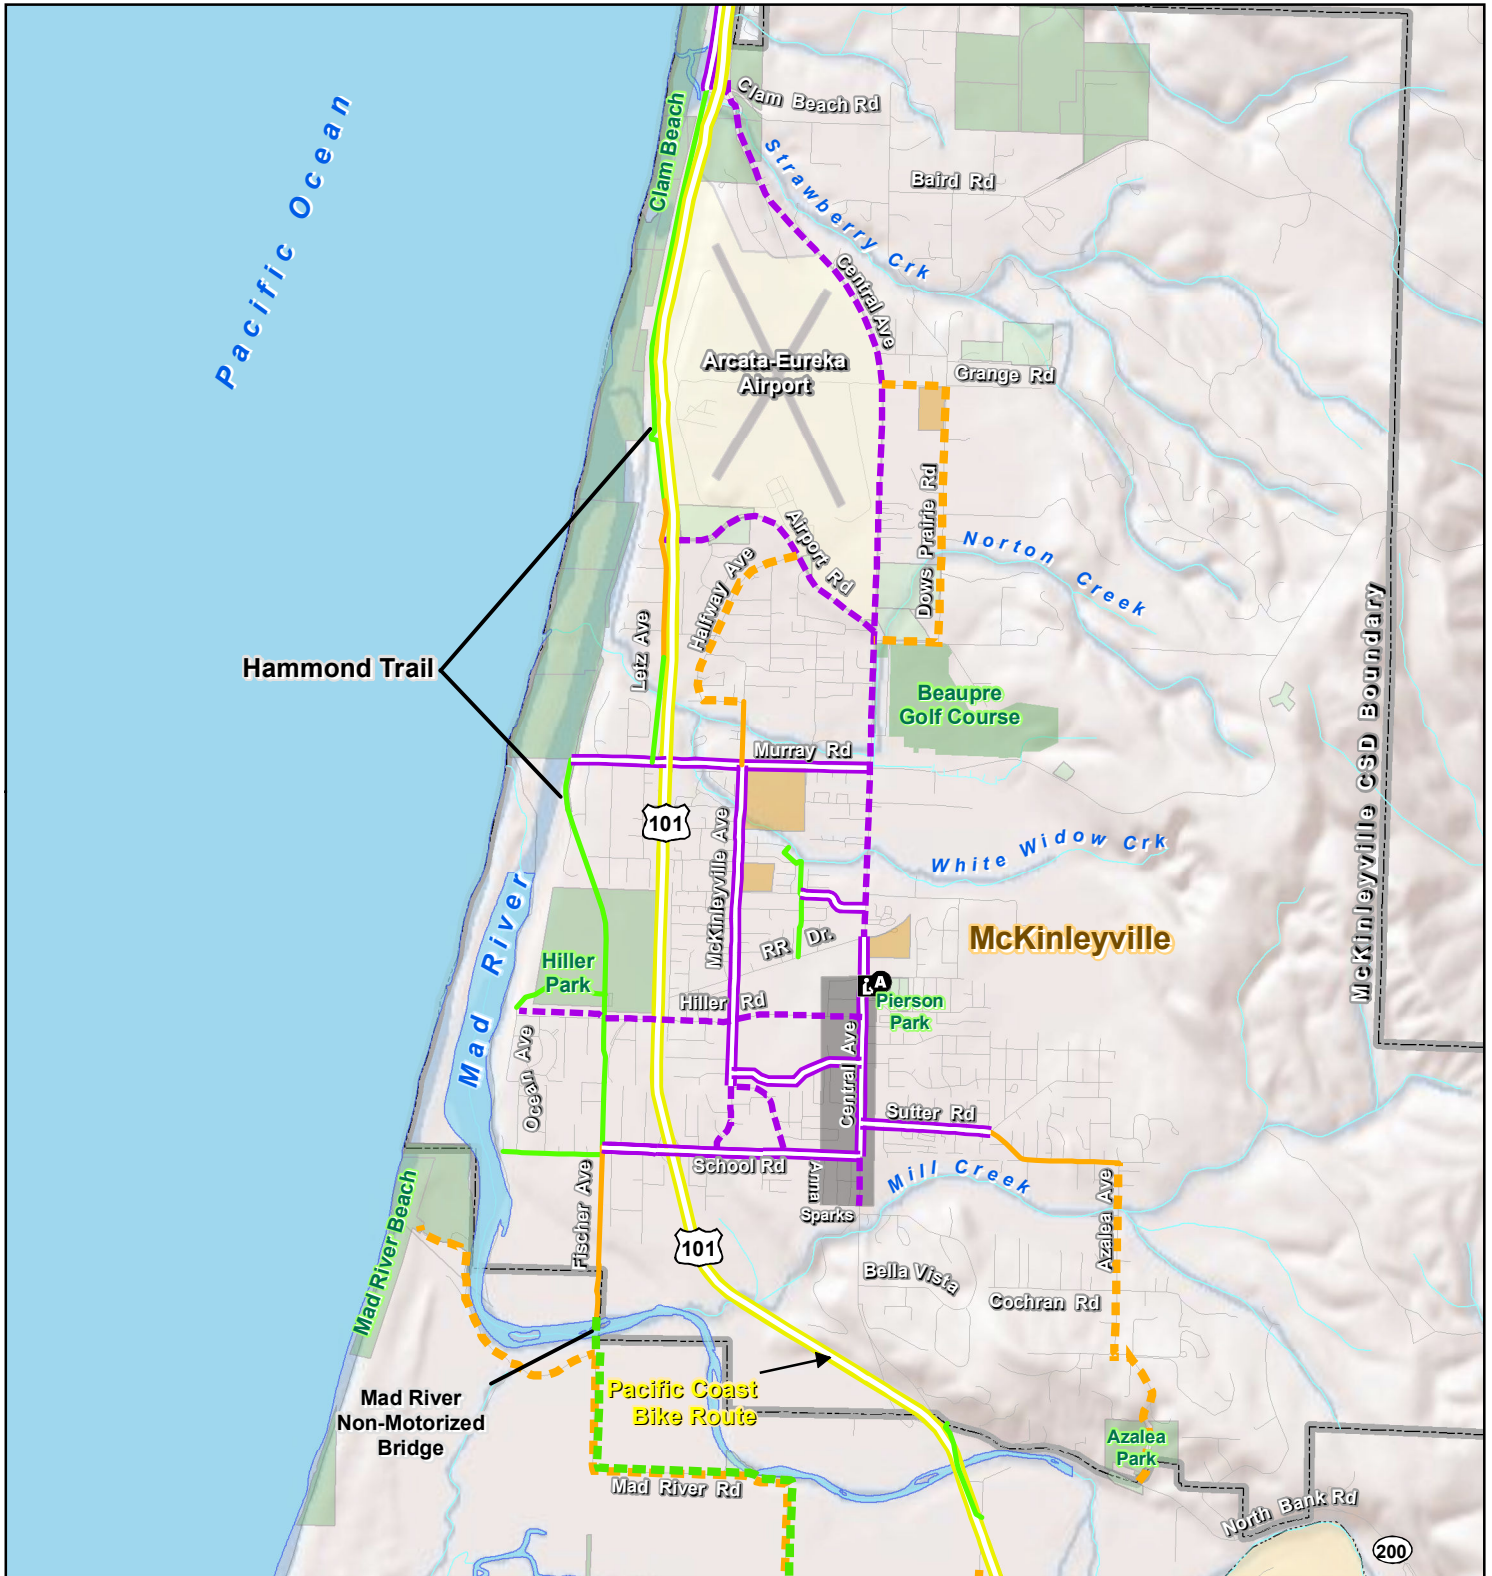 Clam Beach Rd
Pacific Ocean
Clam Beach
Strawberry Crk
Baird Rd
Central Ave
Arcata-Eureka
Airport
Grange Rd
Dows Prairie Rd
Airport Rd
Norton Creek
Halfway Ave
Letz Ave
McKinleyville CSD Boundary
Hammond Trail
Beaupre
Golf Course
Murray Rd
101
McKinleyville Ave
White Widow Crk
Mad River
RR Dr.
McKinleyville
Hiller
Park
i
A
Hiller Rd
Pierson
Park
Ocean Ave
Central Ave
Sutter Rd
School Rd
Anna
Sparks
Mill Creek
Fischer Ave
Azalea Ave
Mad River Beach
101
Bella Vista
Cochran Rd
Mad River
Non-Motorized
Bridge
Pacific Coast
Bike Route
Azalea
Park
Mad River Rd
North Bank Rd
200